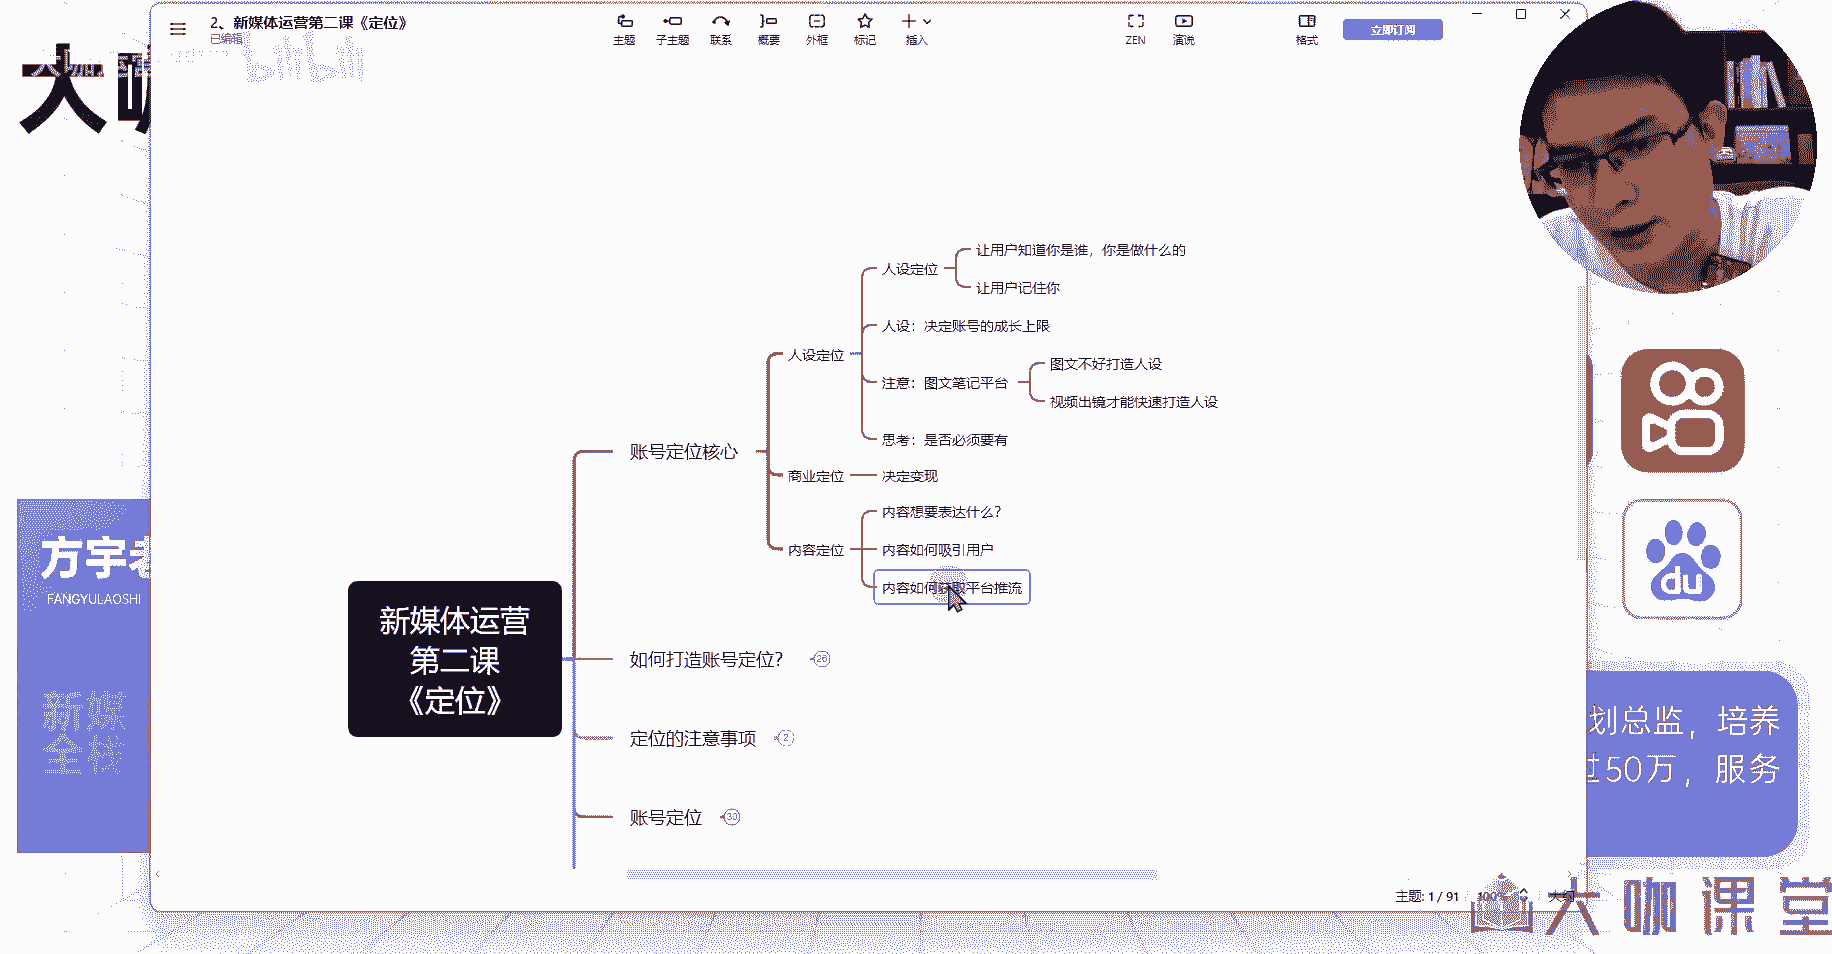 2、新媒体运营第二课《定位》
已编辑
主题
子主题
联系
概要
外框
标记
插入
ZEN
演说
格式
立即订阅
bilibili
大咖
让用户知道你是谁，你是做什么的
人设定位
让用户记住你
人设：决定账号的成长上限
人设定位
图文不好打造人设
注意：图文笔记平台
视频出镜才能快速打造人设
思考：是否必须要有
账号定位核心
商业定位
决定变现
内容想要表达什么？
内容定位
内容如何吸引用户
内容如何获取平台推流
新媒体运营
第二课
《定位》
如何打造账号定位？
26
定位的注意事项
2
账号定位
30
方宇老
FANGYULAOSHI
新媒
全栈
du
划总监，培养
过50万，服务
主题: 1 / 91
100%
大纲
大咖课堂